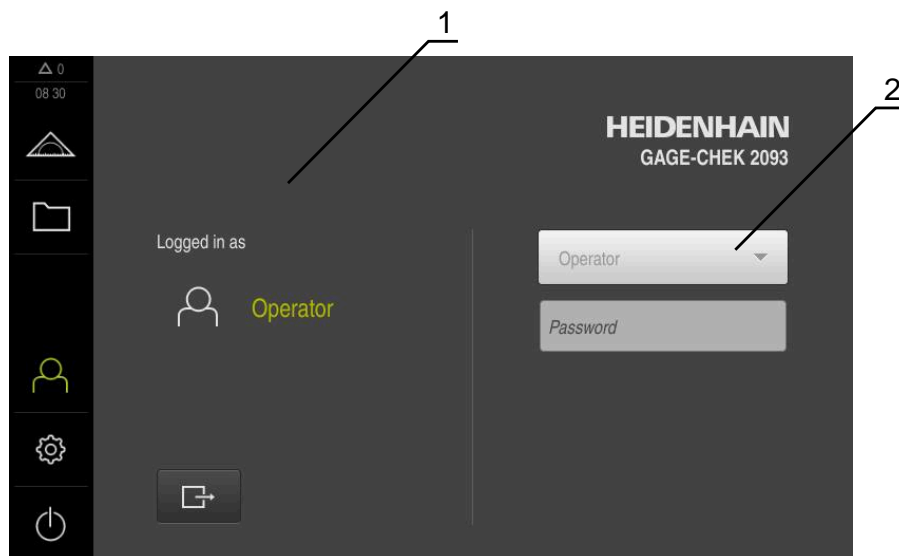 1
△ 0
08 30
2
HEIDENHAIN
GAGE-CHEK 2093
Logged in as
Operator
Operator
Password